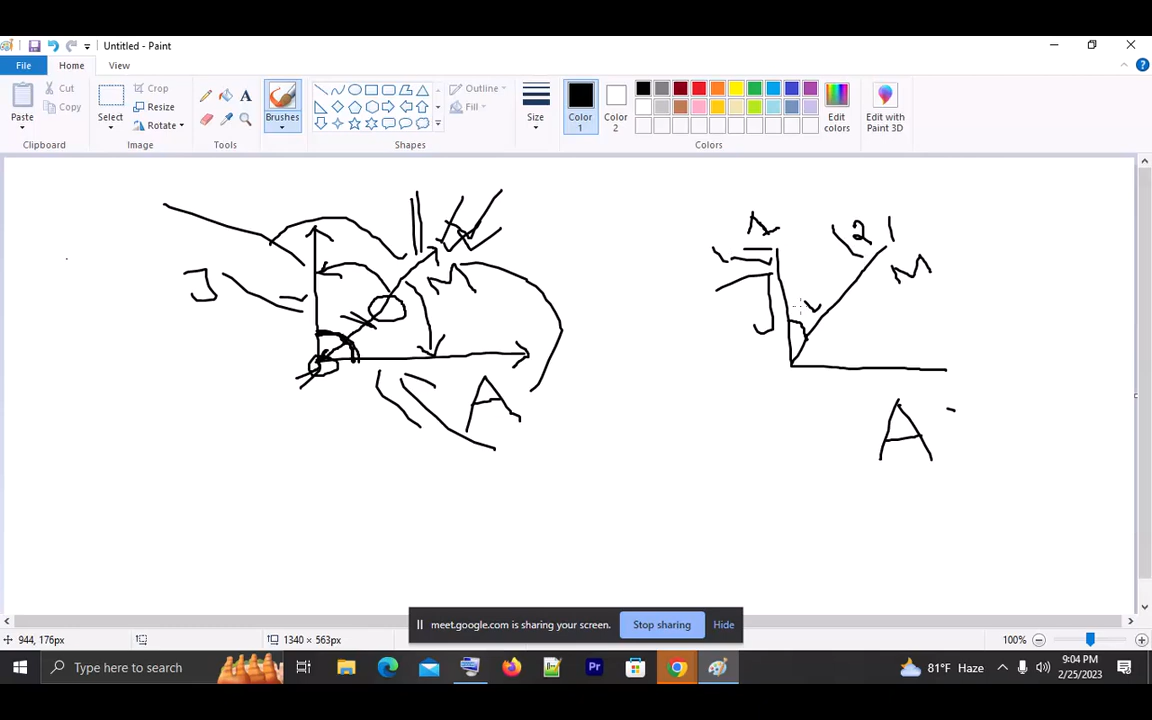 Untitled - Paint
File Home View
Paste
Cut
Copy
Clipboard
Select
Crop
Resize
Rotate
Image
Tools
Brushes
Shapes
Outline
Fill
Size
Color 1
Color 2
Colors
Edit colors
Edit with Paint 3D
J
M
A
2
M
J
A
meet.google.com is sharing your screen. Stop sharing Hide
944, 176px 1340 × 563px 100%
Type here to search Pr 81°F Haze 9:04 PM
2/25/2023